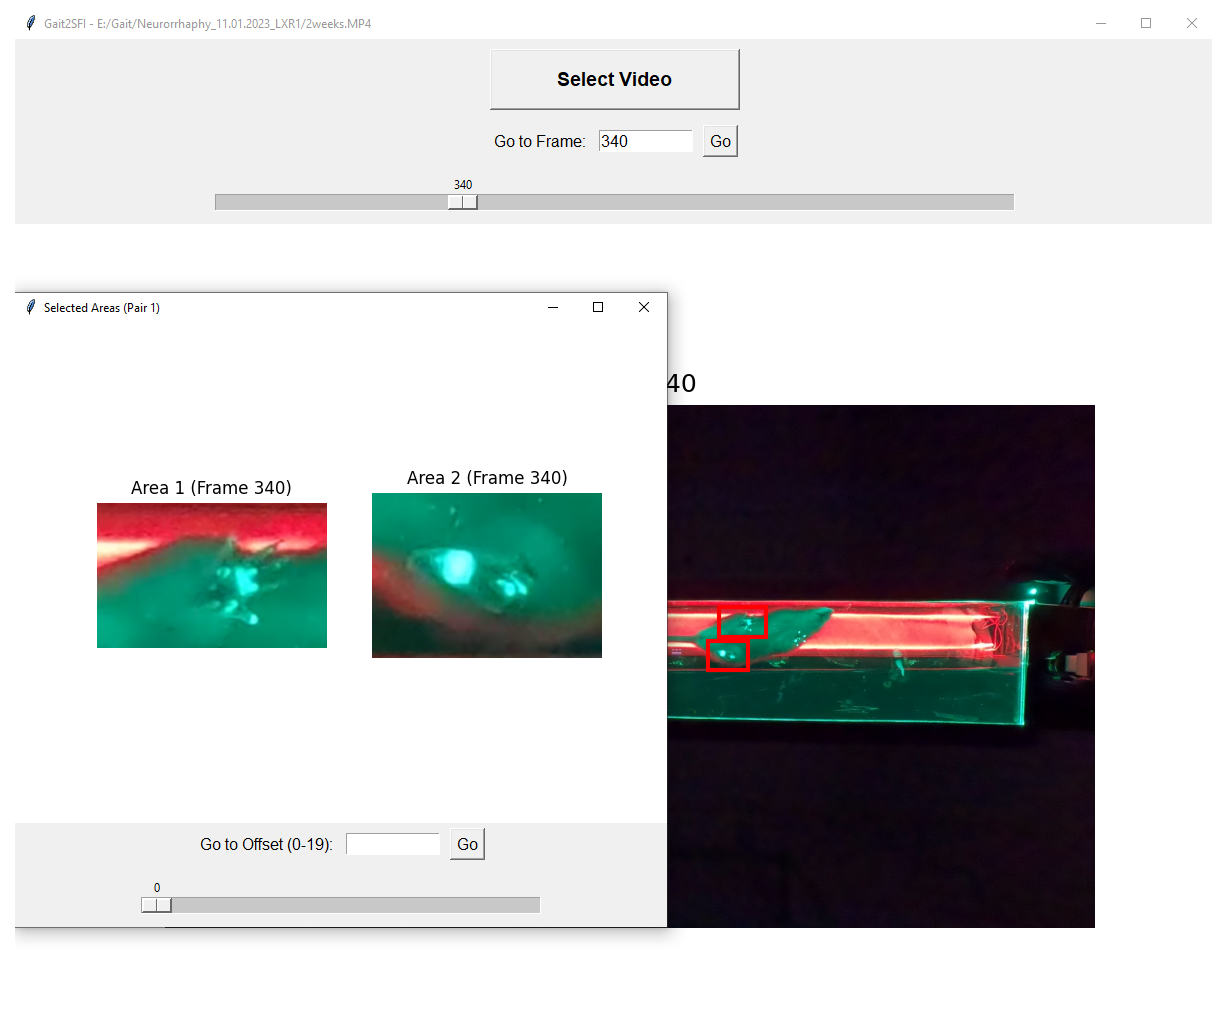 Gait2SFI - E:/Gait/Neurorrhaphy_11.01.2023_LXR1/2weeks.MP4
Select Video
Go to Frame: 340 Go
340
Selected Areas (Pair 1)
40
Area 1 (Frame 340)
Area 2 (Frame 340)
Go to Offset (0-19): Go
0